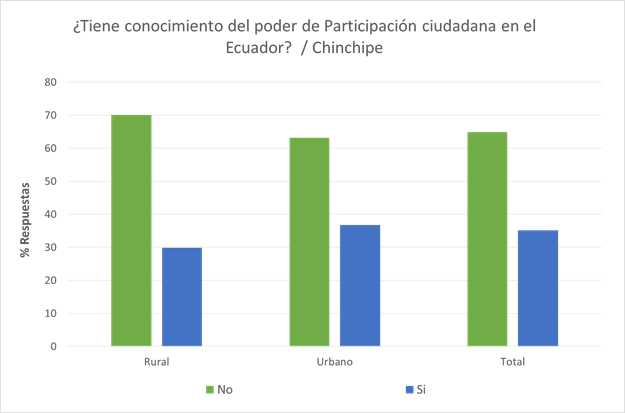 ¿Tiene conocimiento del poder de Participación ciudadana en el
Ecuador?  / Chinchipe
80
70
60
50
40
30
20
10
0
% Respuestas
Rural
Urbano
Total
No
Si